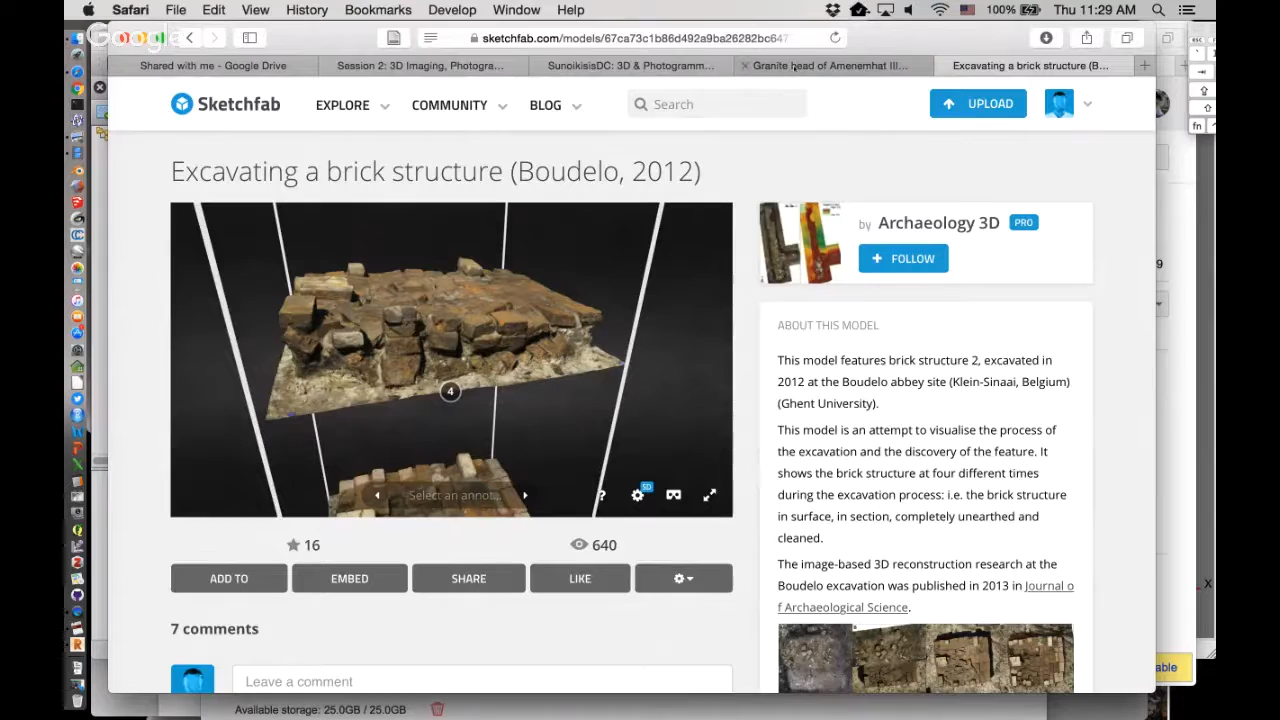 Safari File Edit View History Bookmarks Develop Window Help
100% Thu 11:29 AM
Google
sketchfab.com/models/67ca73c1b86d492a9ba26282bc647
Shared with me - Google Drive
Session 2: 3D Imaging, Photogra...
SunoikisisDC: 3D & Photogramm...
Granite head of Amenemhat III...
Excavating a brick structure (B...
Sketchfab
EXPLORE
COMMUNITY
BLOG
Search
UPLOAD
fn
Excavating a brick structure (Boudelo, 2012)
4
Select an annot...
?
SD
by Archaeology 3D PRO
+ FOLLOW
ABOUT THIS MODEL
This model features brick structure 2, excavated in
2012 at the Boudelo abbey site (Klein-Sinaai, Belgium)
(Ghent University).
This model is an attempt to visualise the process of
the excavation and the discovery of the feature. It
shows the brick structure at four different times
during the excavation process: i.e. the brick structure
in surface, in section, completely unearthed and
cleaned.
The image-based 3D reconstruction research at the
Boudelo excavation was published in 2013 in Journal o
f Archaeological Science.
16
640
ADD TO
EMBED
SHARE
LIKE
7 comments
Leave a comment
Available storage: 25.0GB / 25.0GB
9
X
able